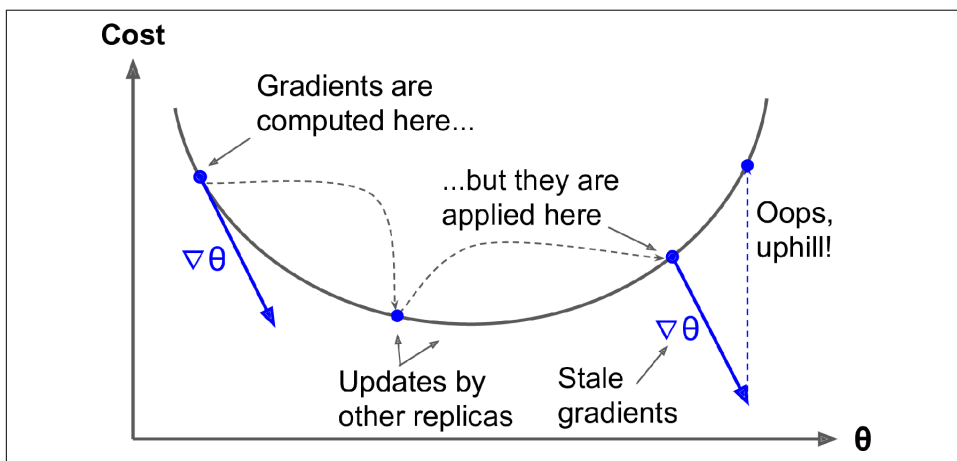 Cost
Gradients are
computed here...
...but they are
applied here
Oops,
uphill!
∇θ
∇θ
Updates by
other replicas
Stale
gradients
θ